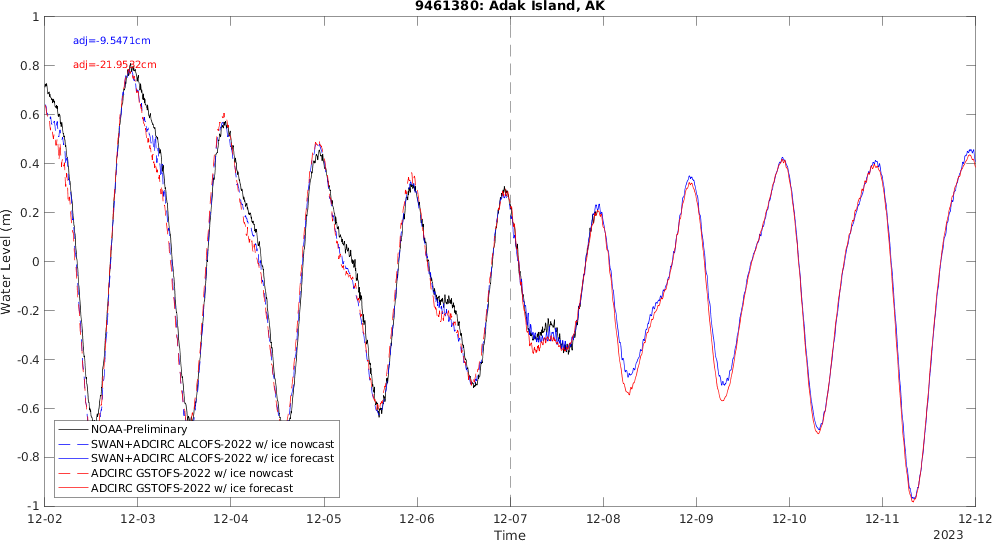 9461380: Adak Island, AK
adj=-9.5471cm
adj=-21.9532cm
Water Level (m)
1
0.8
0.6
0.4
0.2
0
-0.2
-0.4
-0.6
-0.8
-1
NOAA-Preliminary
SWAN+ADCIRC ALCOFS-2022 w/ ice nowcast
SWAN+ADCIRC ALCOFS-2022 w/ ice forecast
ADCIRC GSTOFS-2022 w/ ice nowcast
ADCIRC GSTOFS-2022 w/ ice forecast
12-02 12-03 12-04 12-05 12-06 12-07 12-08 12-09 12-10 12-11 12-12
Time
2023